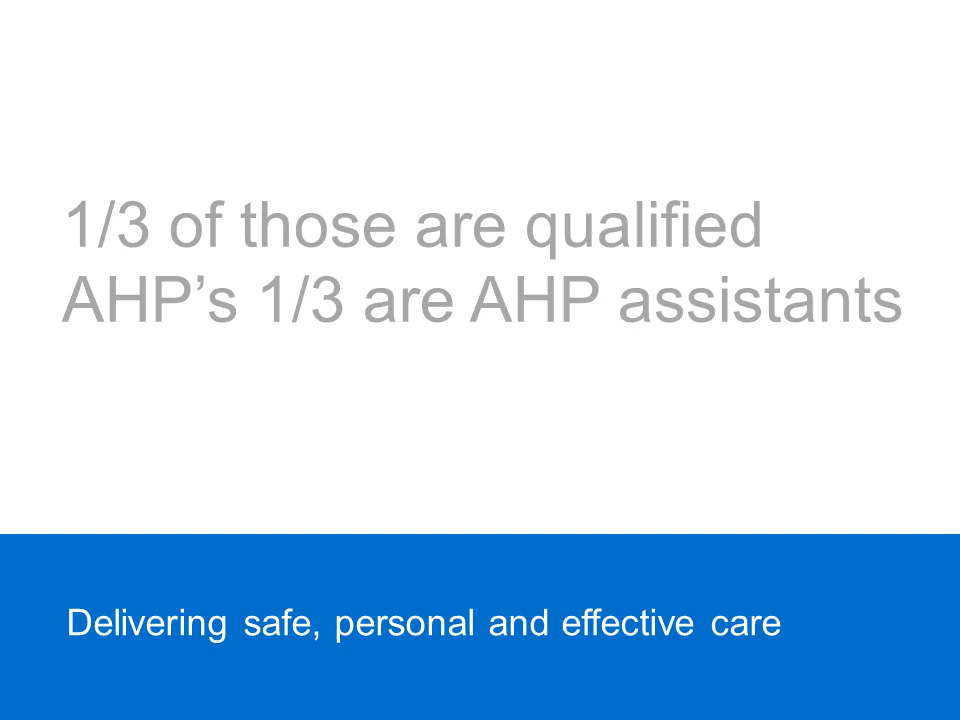 1/3 of those are qualified
AHP’s 1/3 are AHP assistants
Delivering safe, personal and effective care